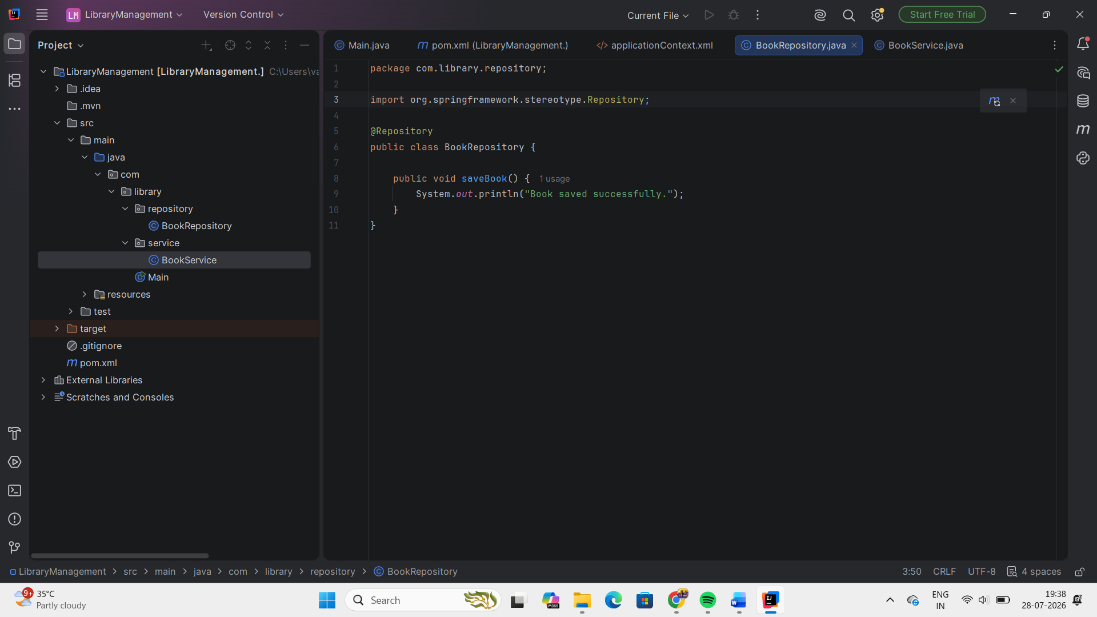 LM LibraryManagement Version Control Current File Start Free Trial
Project
Main.java pom.xml (LibraryManagement.) applicationContext.xml BookRepository.java BookService.java
LibraryManagement [LibraryManagement.] C:\Users\va
.idea
.mvn
src
main
java
com
library
repository
BookRepository
service
BookService
Main
resources
test
target
.gitignore
pom.xml
External Libraries
Scratches and Consoles
1 package com.library.repository;
2
3 import org.springframework.stereotype.Repository;
4
5 @Repository
6 public class BookRepository {
7
8 public void saveBook() { 1 usage
9 System.out.println("Book saved successfully.");
10 }
11 }
LibraryManagement > src > main > java > com > library > repository > BookRepository 3:50 CRLF UTF-8 4 spaces
9+ 35°C
Partly cloudy
Search
ENG
IN
19:38
28-07-2026